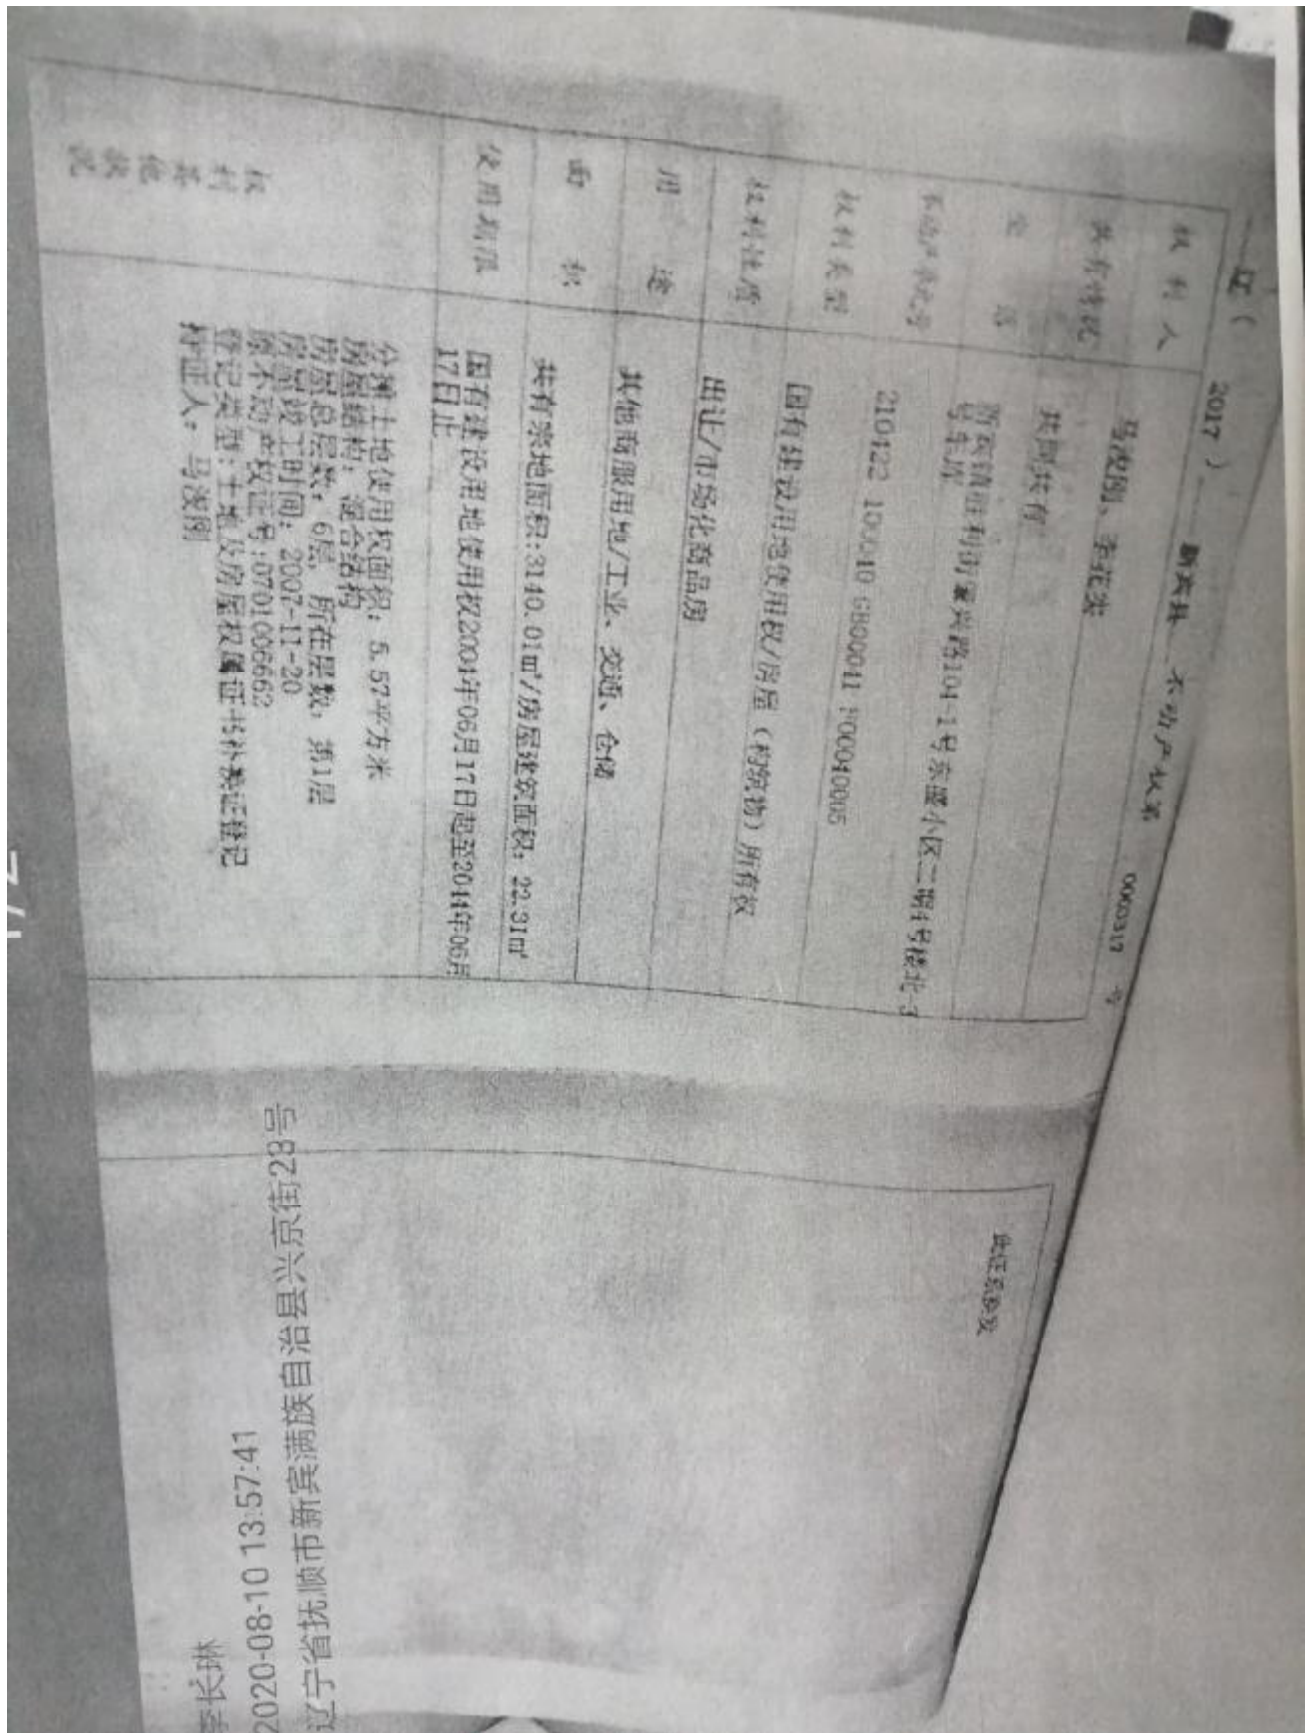 辽(2017)新宾县不动产权第0000317号
权利人 马
共有情况 共同共有
坐落 新宾镇胜利街肇兴路104-1号东盛小区二期4号楼北-3
号车库
不动产单元号 210422 100010 GB00041 F00040005
权利类型 国有建设用地使用权/房屋(构筑物)所有权
权利性质 出让/市场化商品房
用途 其他商服用地/工业、交通、仓储
面积 共有宗地面积:3140.01㎡/房屋建筑面积:22.31㎡
使用期限 国有建设用地使用权2004年06月17日起至2044年06月
17日止
权利其他状况
分摊土地使用权面积:5.57平方米
房屋结构:混合结构
房屋总层数:6层,所在层数:第1层
房屋竣工时间:2007-11-20
原不动产权证号:0701006662
登记类型:土地及房屋权属证书补换证登记
持证人:马
李长琳
2020-08-10 13:57:41
辽宁省抚顺市新宾满族自治县兴京街28号